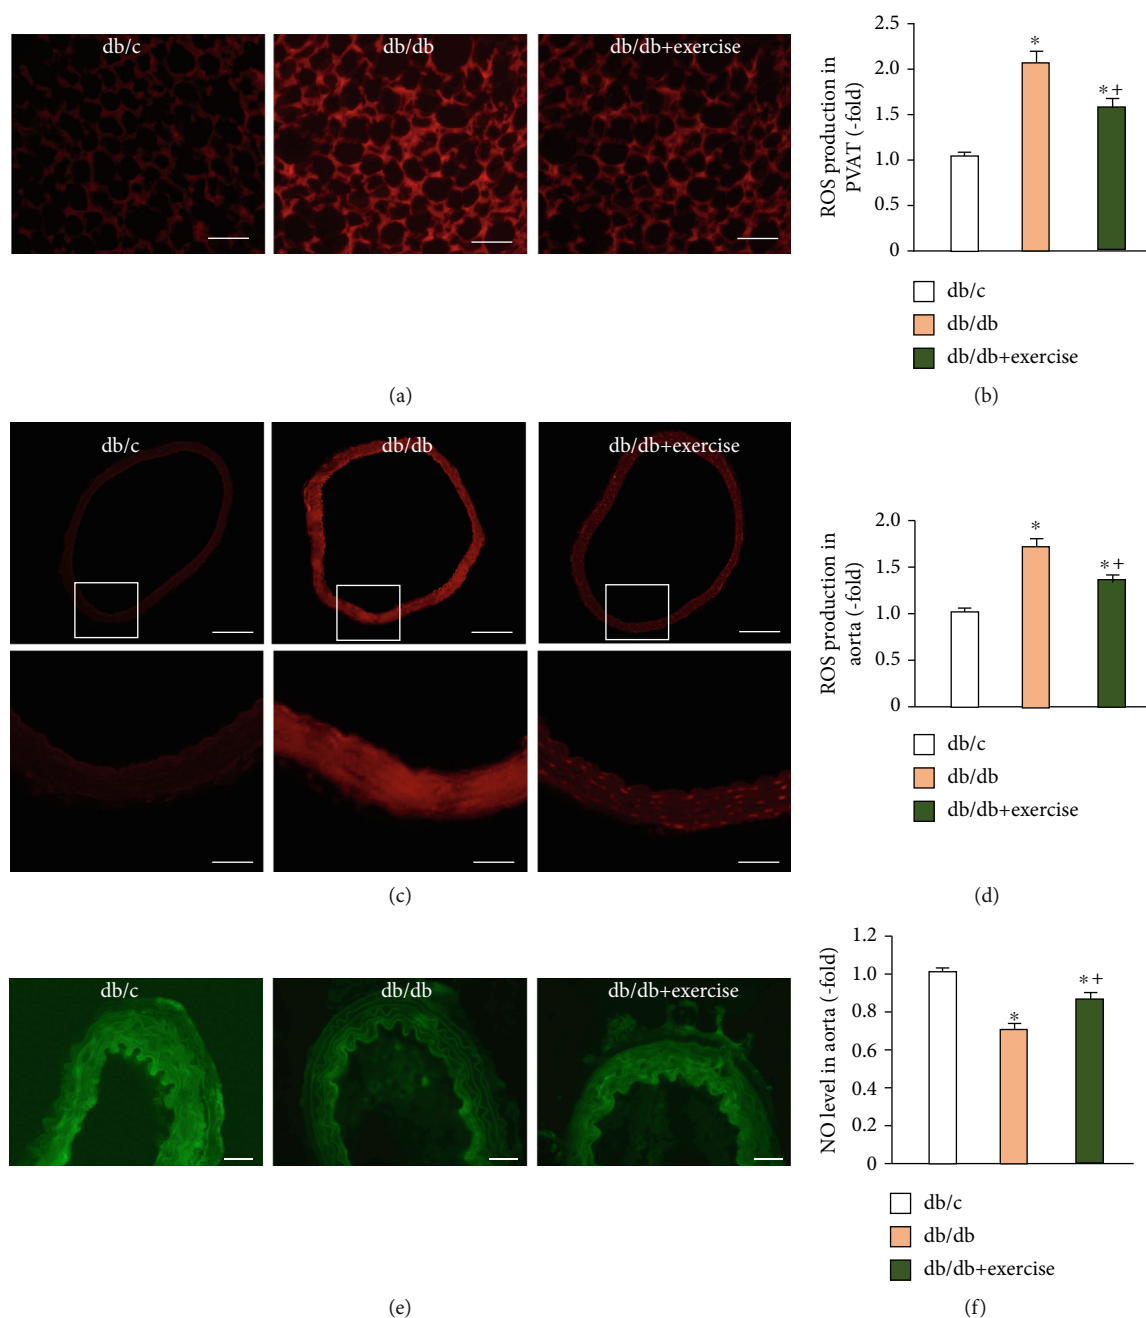 db/c
db/db
db/db+exercise
ROS production in
PVAT (-fold)
2.5
2.0
1.5
1.0
0.5
0
*
*+
db/c
db/db
db/db+exercise
(a)
(b)
db/c
db/db
db/db+exercise
ROS production in
aorta (-fold)
2.0
1.5
1.0
0.5
0
*
*+
db/c
db/db
db/db+exercise
(c)
(d)
db/c
db/db
db/db+exercise
NO level in aorta (-fold)
1.2
1.0
0.8
0.6
0.4
0.2
0
*
*+
db/c
db/db
db/db+exercise
(e)
(f)